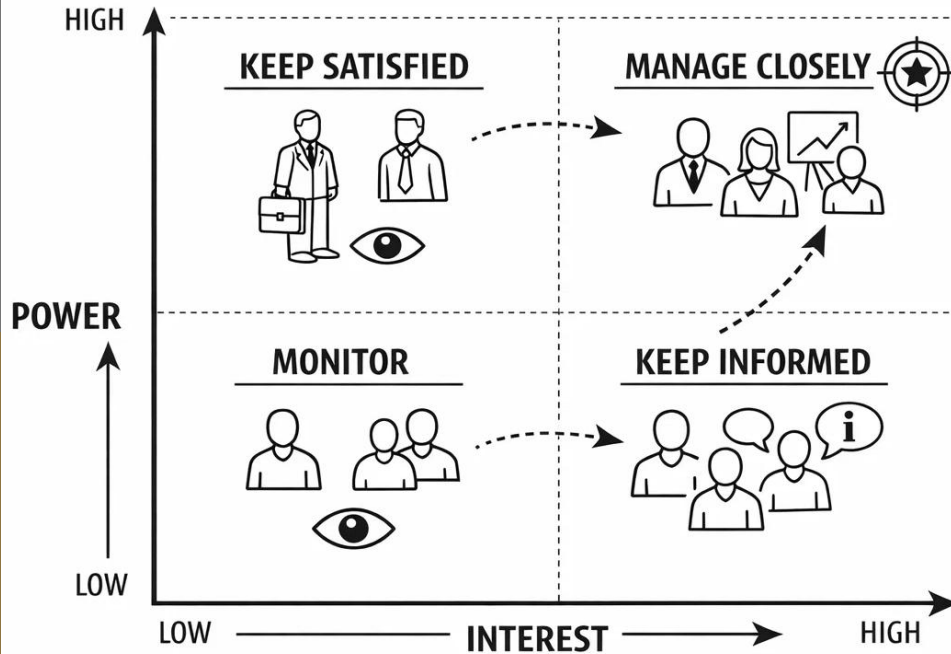 HIGH
KEEP SATISFIED
MANAGE CLOSELY
POWER
MONITOR
KEEP INFORMED
i
LOW
LOW
INTEREST
HIGH